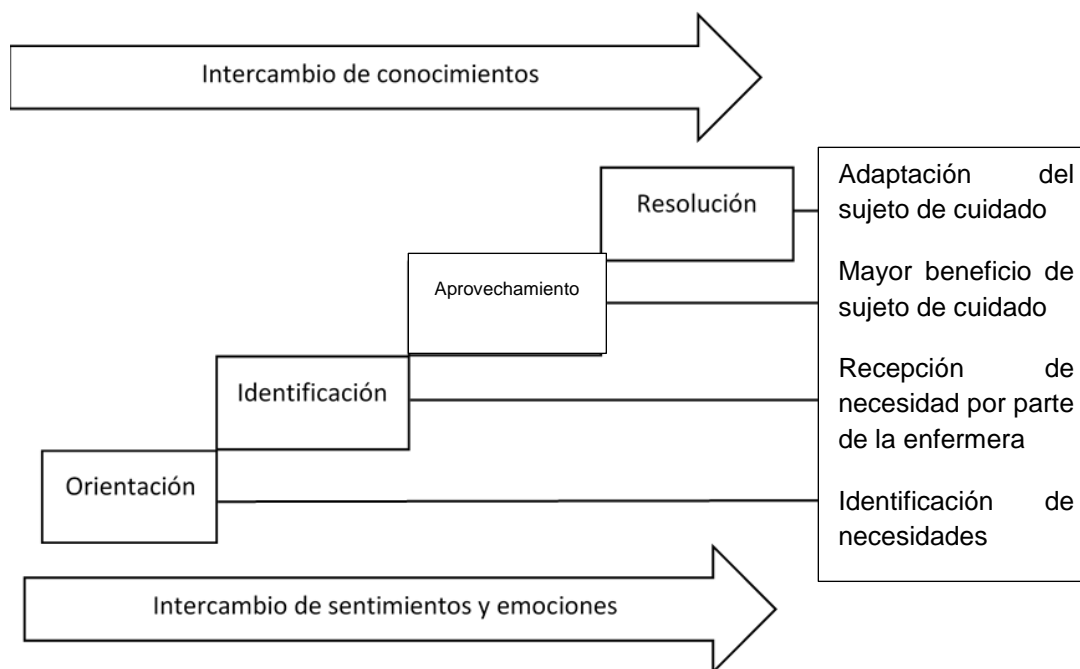 Intercambio de conocimientos
Resolución
Adaptación del
sujeto de cuidado
Aprovechamiento
Mayor beneficio de
sujeto de cuidado
Identificación
Recepción de
necesidad por parte
de la enfermera
Orientación
Identificación de
necesidades
Intercambio de sentimientos y emociones